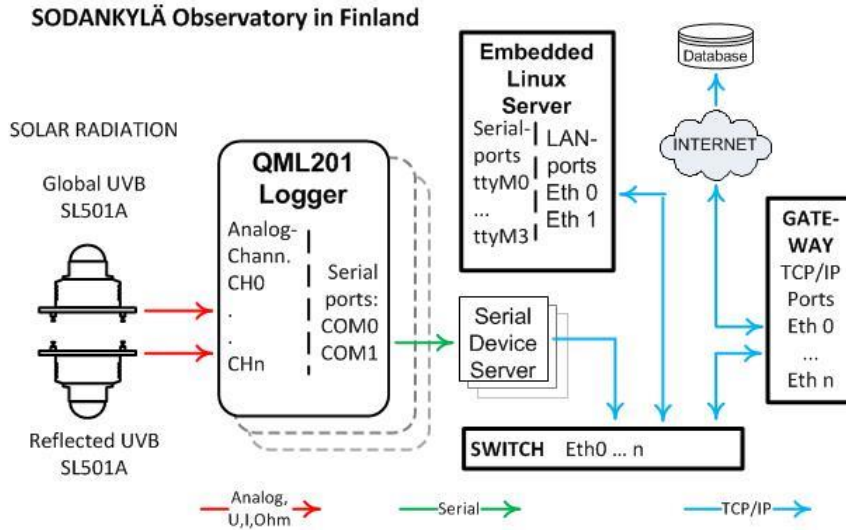 SODANKYLÄ Observatory in Finland
SOLAR RADIATION
Global UVB
SL501A
Reflected UVB
SL501A
QML201
Logger
Analog-
Chann.
CH0
.
.
CHn
Serial
ports:
COM0
COM1
Embedded
Linux
Server
Serial-
ports
ttyM0
...
ttyM3
LAN-
ports
Eth 0
Eth 1
Serial
Device
Server
Database
INTERNET
GATE-
WAY
TCP/IP
Ports
Eth 0
...
Eth n
SWITCH Eth0 ... n
Analog,
U,I,Ohm
Serial
TCP/IP